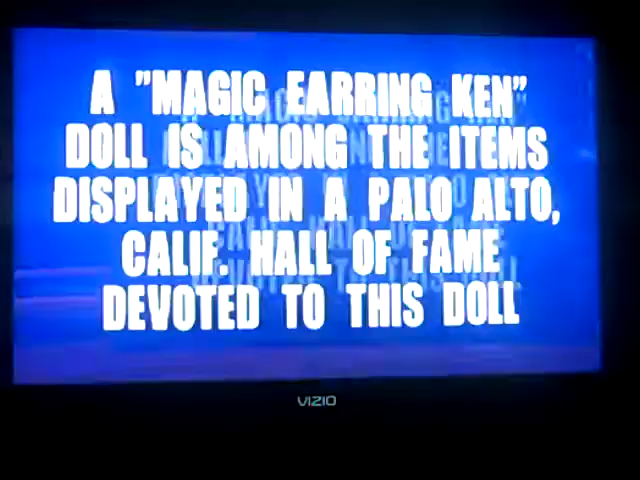 A "MAGIC EARRING KEN"
DOLL IS AMONG THE ITEMS
DISPLAYED IN A PALO ALTO,
CALIF. HALL OF FAME
DEVOTED TO THIS DOLL
VIZIO